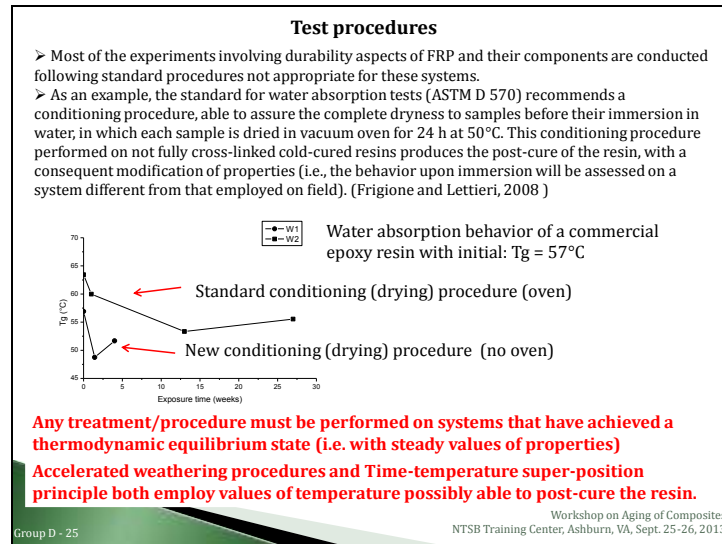 Test procedures
➢ Most of the experiments involving durability aspects of FRP and their components are conducted
following standard procedures not appropriate for these systems.
➢ As an example, the standard for water absorption tests (ASTM D 570) recommends a
conditioning procedure, able to assure the complete dryness to samples before their immersion in
water, in which each sample is dried in vacuum oven for 24 h at 50°C. This conditioning procedure
performed on not fully cross-linked cold-cured resins produces the post-cure of the resin, with a
consequent modification of properties (i.e., the behavior upon immersion will be assessed on a
system different from that employed on field). (Frigione and Lettieri, 2008 )
W1
W2
Water absorption behavior of a commercial
epoxy resin with initial: Tg = 57°C
70
65
60
55
50
45
Tg (°C)
Standard conditioning (drying) procedure (oven)
New conditioning (drying) procedure (no oven)
0 5 10 15 20 25 30
Exposure time (weeks)
Any treatment/procedure must be performed on systems that have achieved a
thermodynamic equilibrium state (i.e. with steady values of properties)
Accelerated weathering procedures and Time-temperature super-position
principle both employ values of temperature possibly able to post-cure the resin.
Workshop on Aging of Composites
NTSB Training Center, Ashburn, VA, Sept. 25-26, 2013
Group D - 25